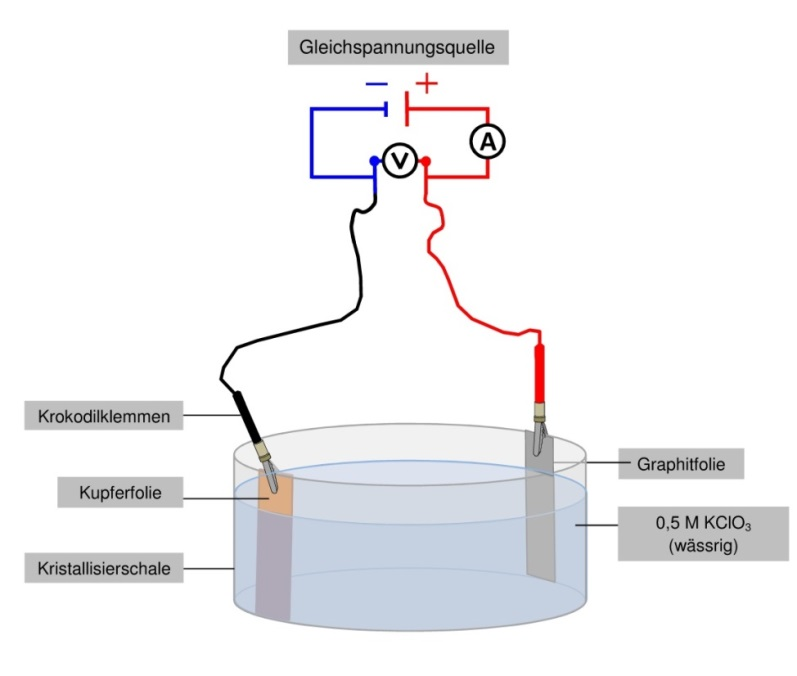 Gleichspannungsquelle
− +
A
V
Krokodilklemmen
Graphitfolie
Kupferfolie
0,5 M KClO₃
(wässrig)
Kristallisierschale